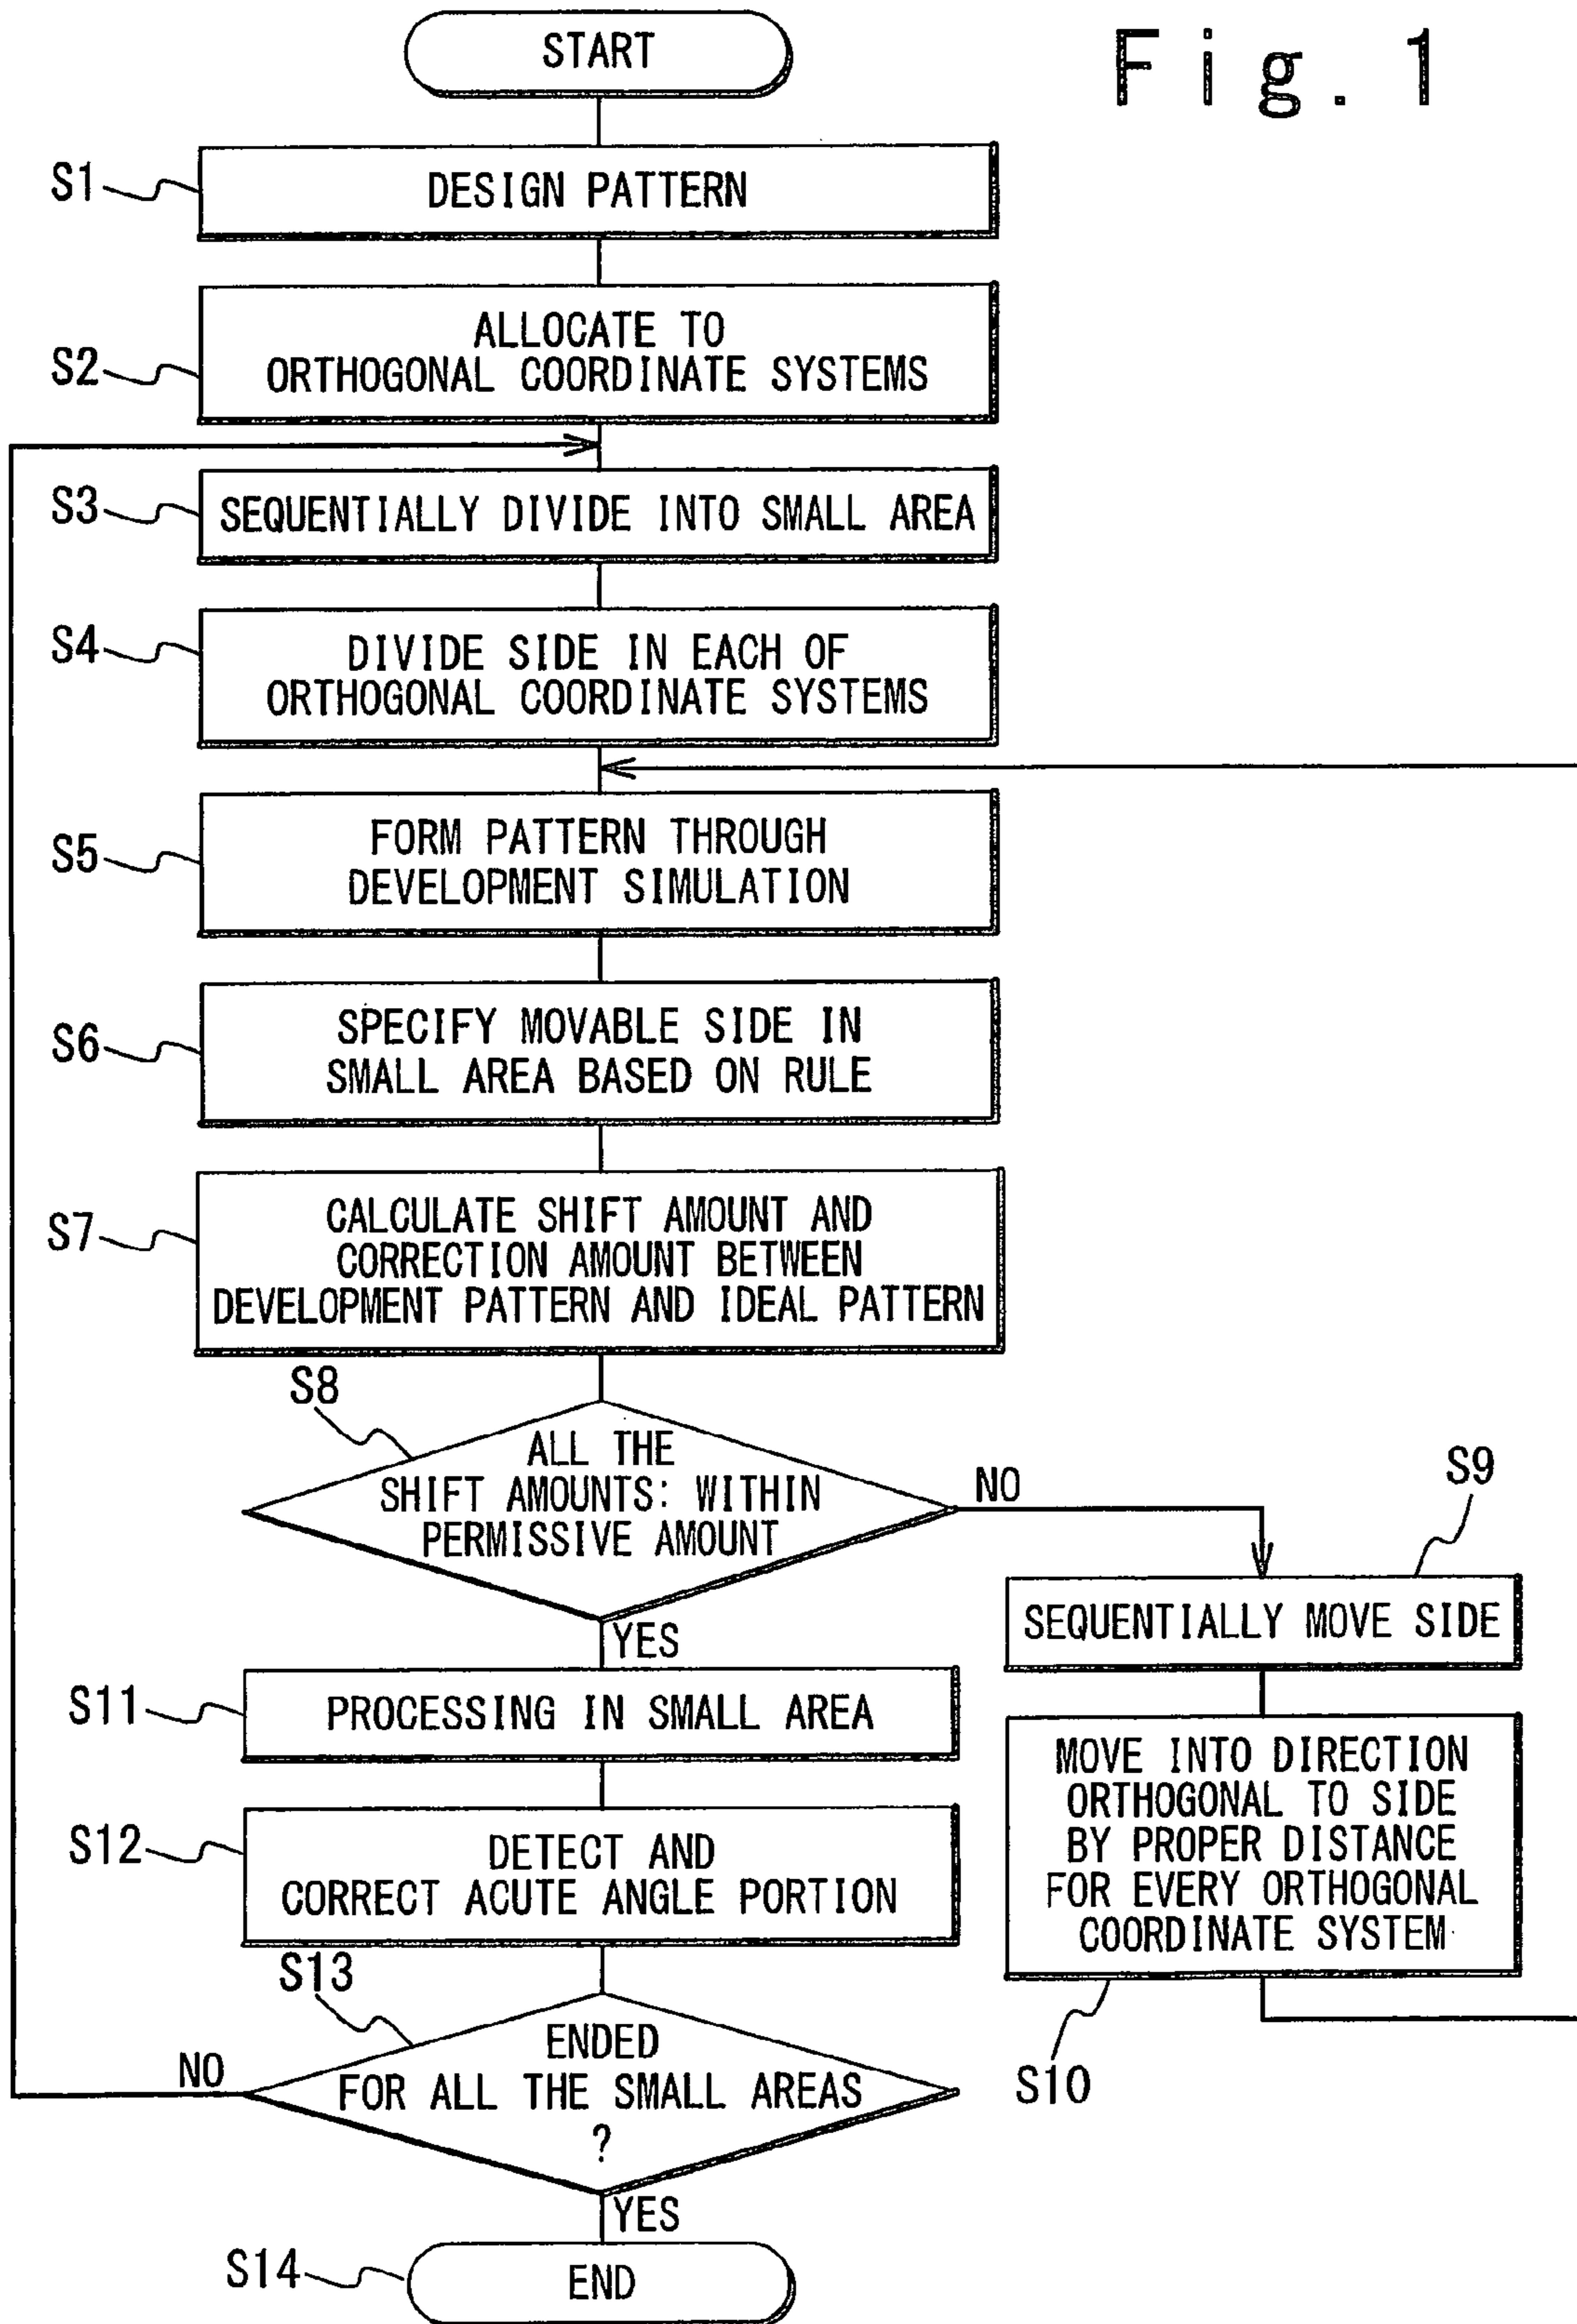 Fig. 1
START
S1
DESIGN PATTERN
S2
ALLOCATE TO
ORTHOGONAL COORDINATE SYSTEMS
S3
SEQUENTIALLY DIVIDE INTO SMALL AREA
S4
DIVIDE SIDE IN EACH OF
ORTHOGONAL COORDINATE SYSTEMS
S5
FORM PATTERN THROUGH
DEVELOPMENT SIMULATION
S6
SPECIFY MOVABLE SIDE IN
SMALL AREA BASED ON RULE
S7
CALCULATE SHIFT AMOUNT AND
CORRECTION AMOUNT BETWEEN
DEVELOPMENT PATTERN AND IDEAL PATTERN
S8
ALL THE
SHIFT AMOUNTS: WITHIN
PERMISSIVE AMOUNT
NO
YES
S9
SEQUENTIALLY MOVE SIDE
MOVE INTO DIRECTION
ORTHOGONAL TO SIDE
BY PROPER DISTANCE
FOR EVERY ORTHOGONAL
COORDINATE SYSTEM
S10
S11
PROCESSING IN SMALL AREA
S12
DETECT AND
CORRECT ACUTE ANGLE PORTION
S13
ENDED
FOR ALL THE SMALL AREAS
?
NO
YES
S14
END